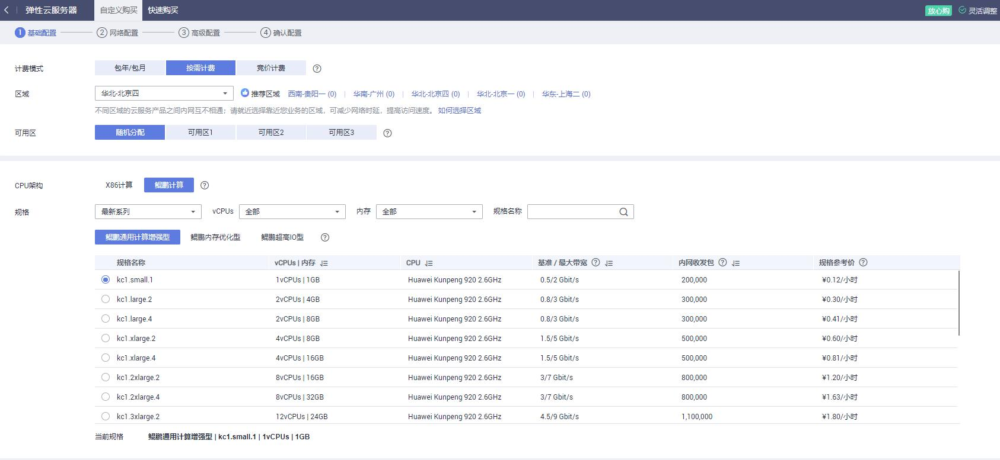 弹性云服务器 自定义购买 快速购买 放心购 灵活调整
1 基础配置 2 网络配置 3 高级配置 4 确认配置
计费模式 包年/包月 按需计费 竞价计费
区域 华北-北京四 推荐区域 西南-贵阳一 (0) 华南-广州 (0) 华北-北京四 (0) 华北-北京一 (0) 华东-上海二 (0)
不同区域的云服务产品之间内网互不相通；请就近选择靠近您业务的区域，可减少网络时延，提高访问速度。 如何选择区域
可用区 随机分配 可用区1 可用区2 可用区3
CPU架构 X86计算 鲲鹏计算
规格 最新系列 vCPUs 全部 内存 全部 规格名称
鲲鹏通用计算增强型 鲲鹏内存优化型 鲲鹏超高IO型
规格名称 vCPUs | 内存 CPU 基准 / 最大带宽 内网收发包 规格参考价
kc1.small.1 1vCPUs | 1GB Huawei Kunpeng 920 2.6GHz 0.5/2 Gbit/s 200,000 ¥0.12/小时
kc1.large.2 2vCPUs | 4GB Huawei Kunpeng 920 2.6GHz 0.8/3 Gbit/s 300,000 ¥0.30/小时
kc1.large.4 2vCPUs | 8GB Huawei Kunpeng 920 2.6GHz 0.8/3 Gbit/s 300,000 ¥0.41/小时
kc1.xlarge.2 4vCPUs | 8GB Huawei Kunpeng 920 2.6GHz 1.5/5 Gbit/s 500,000 ¥0.60/小时
kc1.xlarge.4 4vCPUs | 16GB Huawei Kunpeng 920 2.6GHz 1.5/5 Gbit/s 500,000 ¥0.81/小时
kc1.2xlarge.2 8vCPUs | 16GB Huawei Kunpeng 920 2.6GHz 3/7 Gbit/s 800,000 ¥1.20/小时
kc1.2xlarge.4 8vCPUs | 32GB Huawei Kunpeng 920 2.6GHz 3/7 Gbit/s 800,000 ¥1.63/小时
kc1.3xlarge.2 12vCPUs | 24GB Huawei Kunpeng 920 2.6GHz 4.5/9 Gbit/s 1,100,000 ¥1.80/小时
当前规格 鲲鹏通用计算增强型 | kc1.small.1 | 1vCPUs | 1GB